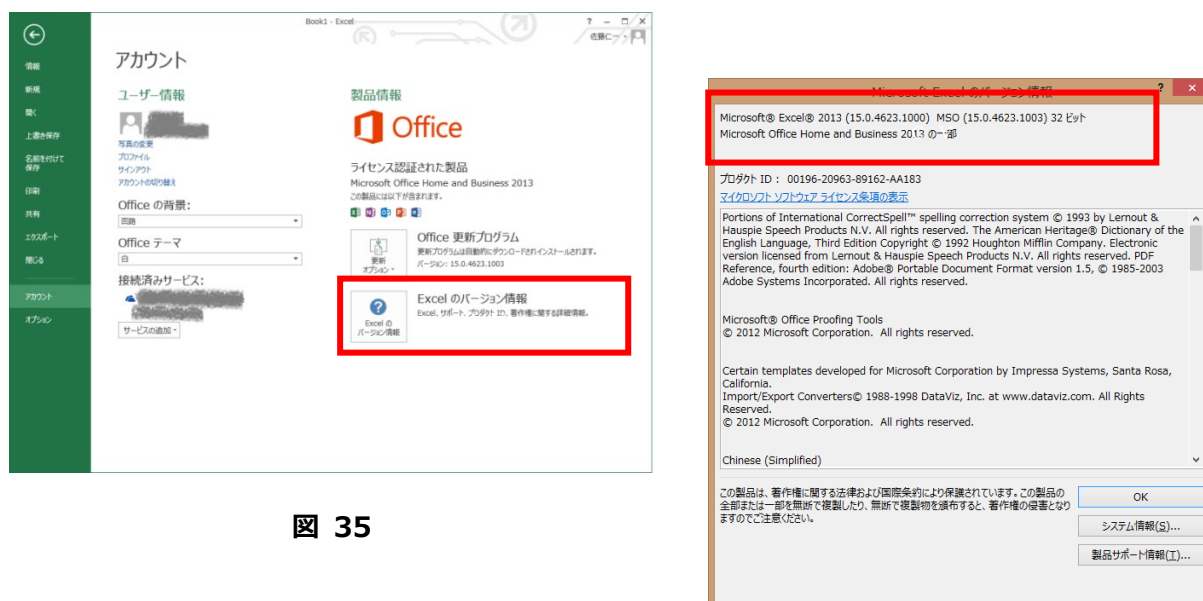 Book1 - Excel
佐藤仁一
アカウント
情報
新規
開く
上書き保存
名前を付けて
保存
印刷
共有
エクスポート
閉じる
アカウント
オプション
ユーザー情報
写真の変更
プロファイル
サインアウト
アカウントの切り替え
Office の背景:
回路
Office テーマ
白
接続済みサービス:
サービスの追加
製品情報
Office
ライセンス認証された製品
Microsoft Office Home and Business 2013
この製品には以下が含まれます。
更新
オプション
Office 更新プログラム
更新プログラムは自動的にダウンロードされインストールされます。
バージョン: 15.0.4623.1003
Excel の
バージョン情報
Excel のバージョン情報
Excel、サポート、プロダクト ID、著作権に関する詳細情報。
図 35
Microsoft Excel のバージョン情報
Microsoft® Excel® 2013 (15.0.4623.1000) MSO (15.0.4623.1003) 32 ビット
Microsoft Office Home and Business 2013 の一部
プロダクト ID： 00196-20963-89162-AA183
マイクロソフト ソフトウェア ライセンス条項の表示
Portions of International CorrectSpell™ spelling correction system © 1993 by Lernout &
Hauspie Speech Products N.V. All rights reserved. The American Heritage® Dictionary of the
English Language, Third Edition Copyright © 1992 Houghton Mifflin Company. Electronic
version licensed from Lernout & Hauspie Speech Products N.V. All rights reserved. PDF
Reference, fourth edition: Adobe® Portable Document Format version 1.5, © 1985-2003
Adobe Systems Incorporated. All rights reserved.
Microsoft® Office Proofing Tools
© 2012 Microsoft Corporation. All rights reserved.
Certain templates developed for Microsoft Corporation by Impressa Systems, Santa Rosa,
California.
Import/Export Converters© 1988-1998 DataViz, Inc. at www.dataviz.com. All Rights
Reserved.
© 2012 Microsoft Corporation. All rights reserved.
Chinese (Simplified)
この製品は、著作権に関する法律および国際条約により保護されています。この製品の
全部または一部を無断で複製したり、無断で複製物を頒布すると、著作権の侵害となり
ますのでご注意ください。
OK
システム情報(S)...
製品サポート情報(T)...